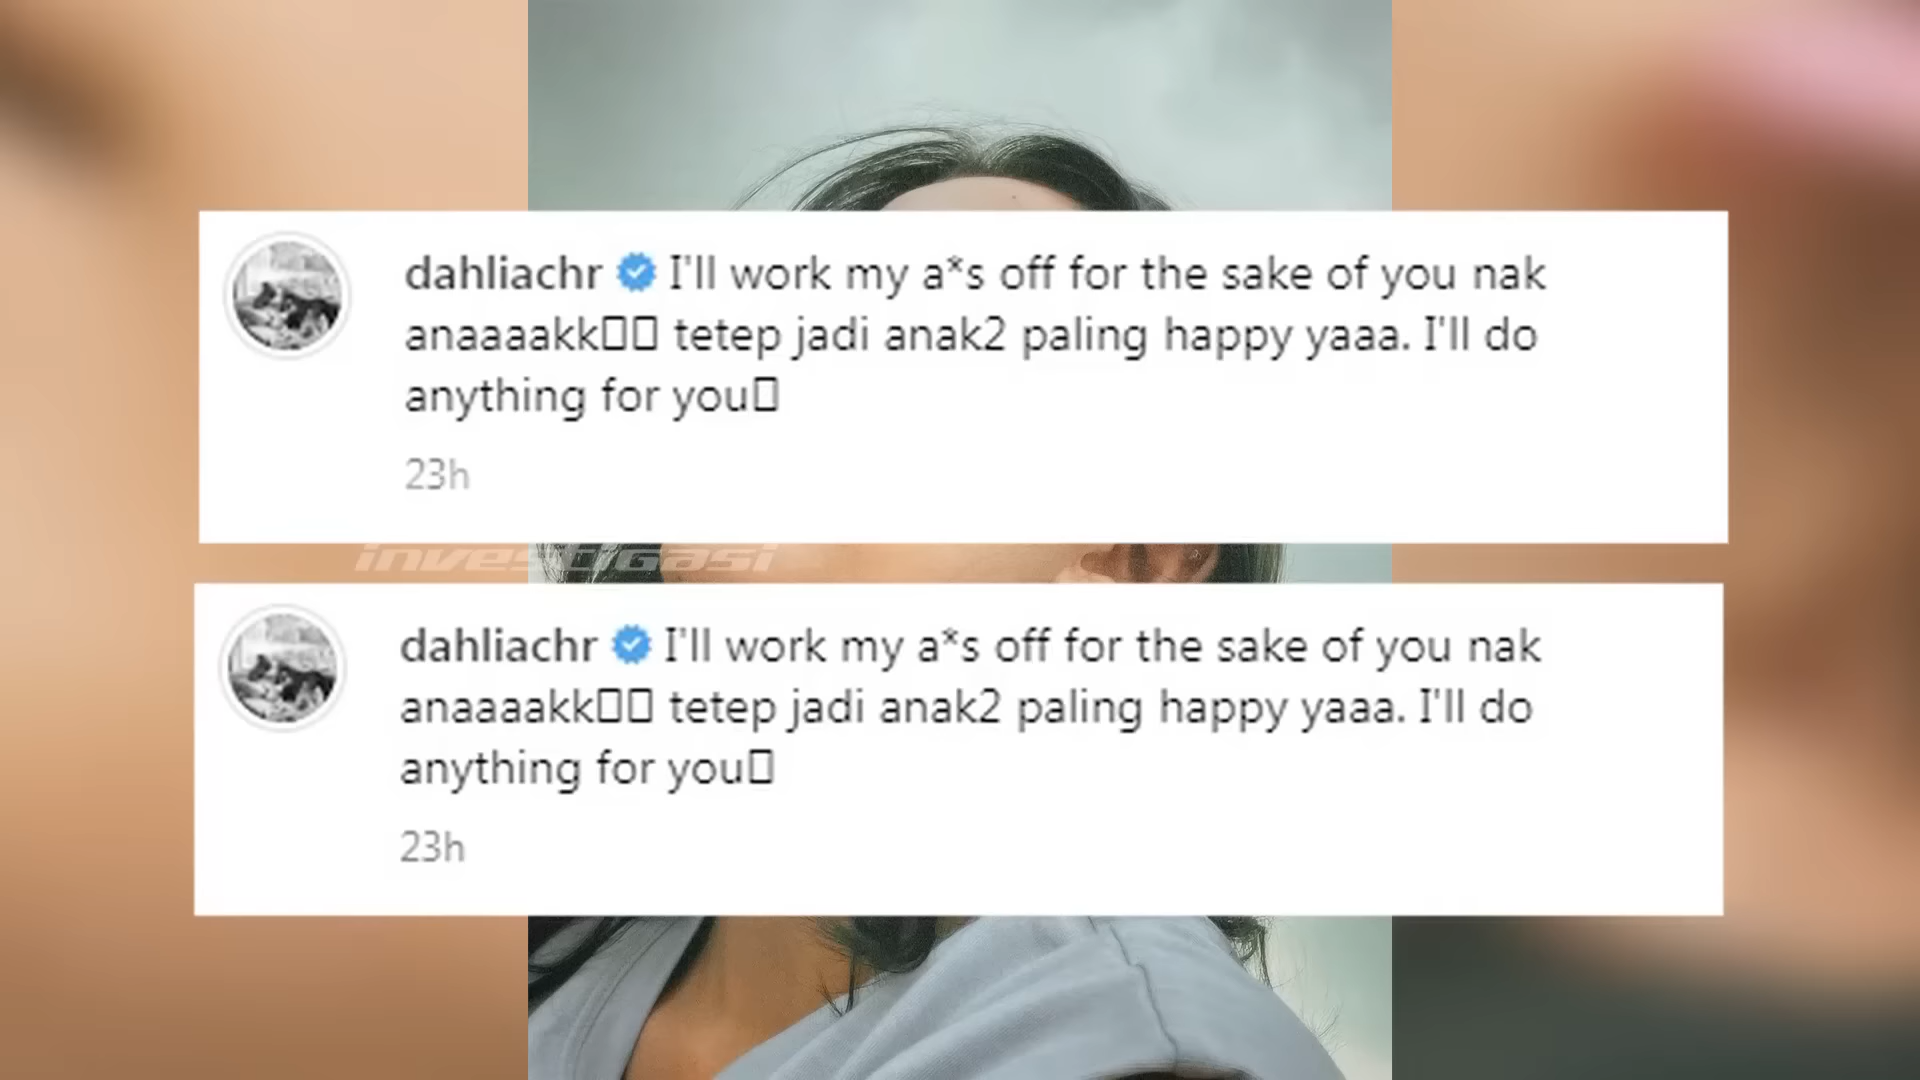 dahliachr I'll work my a*s off for the sake of you nak
anaaaakk▯▯ tetep jadi anak2 paling happy yaaa. I'll do
anything for you▯
23h
investigasi
dahliachr I'll work my a*s off for the sake of you nak
anaaaakk▯▯ tetep jadi anak2 paling happy yaaa. I'll do
anything for you▯
23h